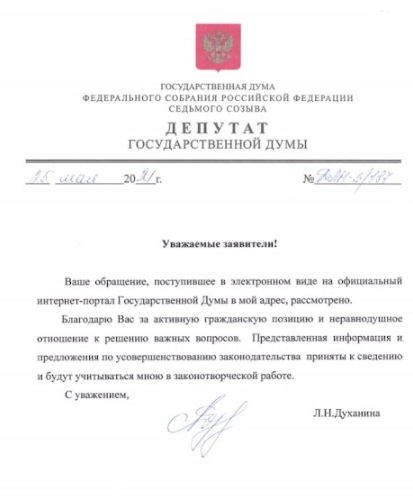 ГОСУДАРСТВЕННАЯ ДУМА
ФЕДЕРАЛЬНОГО СОБРАНИЯ РОССИЙСКОЙ ФЕДЕРАЦИИ
СЕДЬМОГО СОЗЫВА
ДЕПУТАТ
ГОСУДАРСТВЕННОЙ ДУМЫ
25 мая 2021 г. №
Уважаемые заявители!
Ваше обращение, поступившее в электронном виде на официальный
интернет-портал Государственной Думы в мой адрес, рассмотрено.
Благодарю Вас за активную гражданскую позицию и неравнодушное
отношение к решению важных вопросов. Представленная информация и
предложения по усовершенствованию законодательства приняты к сведению
и будут учитываться мною в законотворческой работе.
С уважением,
Л.Н.Духанина